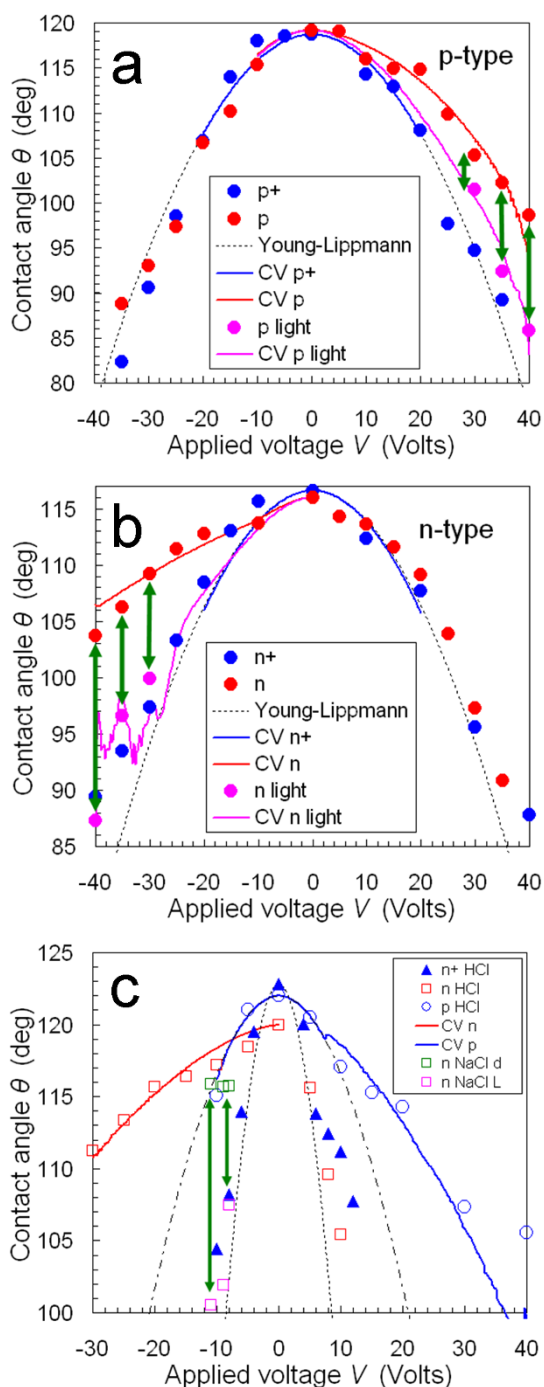 a
p-type
Contact angle θ (deg)
120
115
110
105
100
95
90
85
80
p+
p
Young-Lippmann
CV p+
CV p
p light
CV p light
-40 -30 -20 -10 0 10 20 30 40
Applied voltage V (Volts)
b
n-type
Contact angle θ (deg)
115
110
105
100
95
90
85
n+
n
Young-Lippmann
CV n+
CV n
n light
CV n light
-40 -30 -20 -10 0 10 20 30 40
Applied voltage V (Volts)
c
Contact angle θ (deg)
125
120
115
110
105
100
n+ HCl
n HCl
p HCl
CV n
CV p
n NaCl d
n NaCl L
-30 -20 -10 0 10 20 30 40
Applied voltage V (Volts)